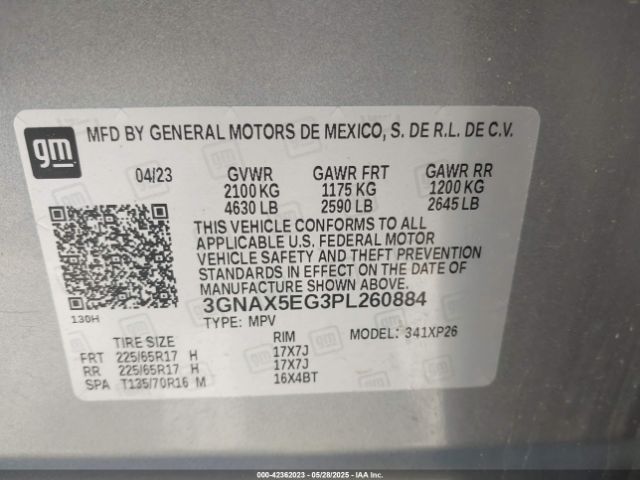 gm
MFD BY GENERAL MOTORS DE MEXICO, S. DE R.L. DE C.V.
04/23 GVWR GAWR FRT GAWR RR
2100 KG 1175 KG 1200 KG
4630 LB 2590 LB 2645 LB
THIS VEHICLE CONFORMS TO ALL
APPLICABLE U.S. FEDERAL MOTOR
VEHICLE SAFETY AND THEFT PREVENTION
STANDARDS IN EFFECT ON THE DATE OF
MANUFACTURE SHOWN ABOVE.
3GNAX5EG3PL260884
130H
TYPE: MPV
TIRE SIZE RIM MODEL: 341XP26
FRT 225/65R17 H 17X7J
RR 225/65R17 H 17X7J
SPA T135/70R16 M 16X4BT
000-42362023 - 05/28/2025 - Copyright IAA, Inc.